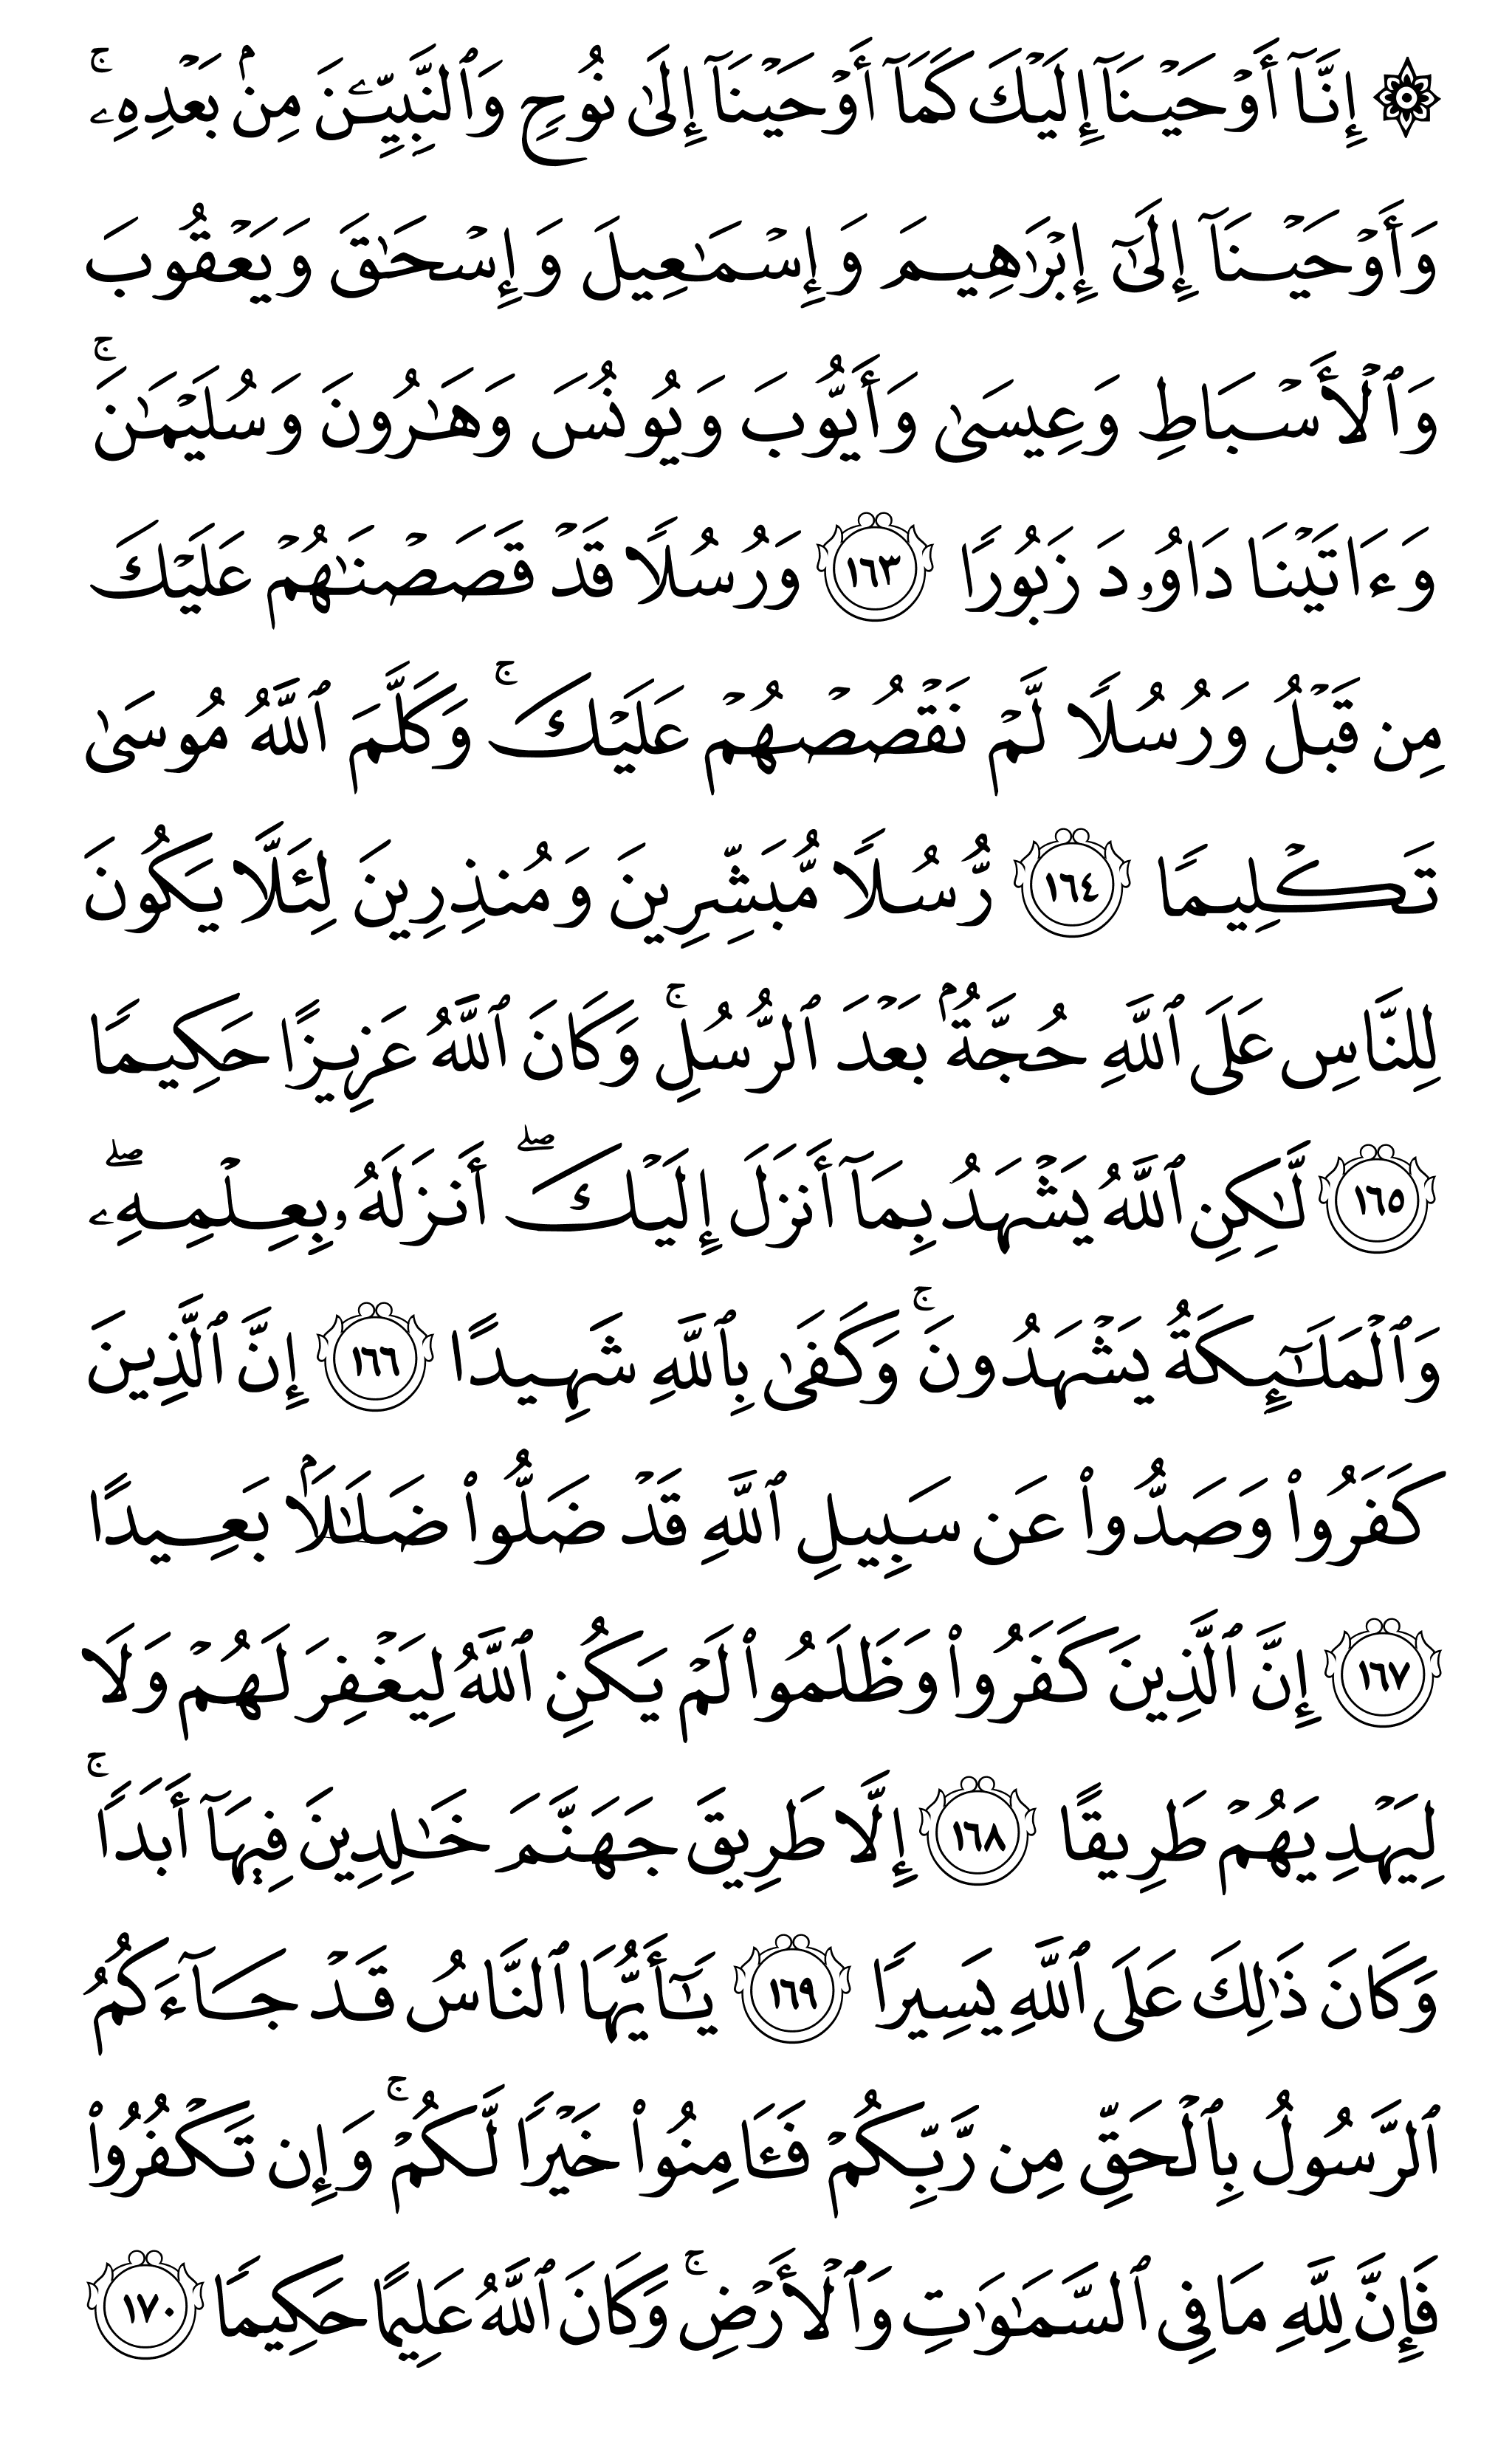 ۞ إِنَّآ أَوۡحَيۡنَآ إِلَيۡكَ كَمَآ أَوۡحَيۡنَآ إِلَىٰ نُوحٖ وَٱلنَّبِيِّـۧنَ مِنۢ بَعۡدِهِۦۚ
وَأَوۡحَيۡنَآ إِلَىٰٓ إِبۡرَٰهِيمَ وَإِسۡمَٰعِيلَ وَإِسۡحَٰقَ وَيَعۡقُوبَ
وَٱلۡأَسۡبَاطِ وَعِيسَىٰ وَأَيُّوبَ وَيُونُسَ وَهَٰرُونَ وَسُلَيۡمَٰنَۚ
وَءَاتَيۡنَا دَاوُۥدَ زَبُورٗا ١٦٣ وَرُسُلٗا قَدۡ قَصَصۡنَٰهُمۡ عَلَيۡكَ
مِن قَبۡلُ وَرُسُلٗا لَّمۡ نَقۡصُصۡهُمۡ عَلَيۡكَۚ وَكَلَّمَ ٱللَّهُ مُوسَىٰ
تَكۡلِيمٗا ١٦٤ رُّسُلٗا مُّبَشِّرِينَ وَمُنذِرِينَ لِئَلَّا يَكُونَ
لِلنَّاسِ عَلَى ٱللَّهِ حُجَّةُۢ بَعۡدَ ٱلرُّسُلِۚ وَكَانَ ٱللَّهُ عَزِيزًا حَكِيمٗا
١٦٥ لَّٰكِنِ ٱللَّهُ يَشۡهَدُ بِمَآ أَنزَلَ إِلَيۡكَۖ أَنزَلَهُۥ بِعِلۡمِهِۦۖ
وَٱلۡمَلَٰٓئِكَةُ يَشۡهَدُونَۚ وَكَفَىٰ بِٱللَّهِ شَهِيدًا ١٦٦ إِنَّ ٱلَّذِينَ
كَفَرُواْ وَصَدُّواْ عَن سَبِيلِ ٱللَّهِ قَدۡ ضَلُّواْ ضَلَٰلَۢا بَعِيدًا
١٦٧ إِنَّ ٱلَّذِينَ كَفَرُواْ وَظَلَمُواْ لَمۡ يَكُنِ ٱللَّهُ لِيَغۡفِرَ لَهُمۡ وَلَا
لِيَهۡدِيَهُمۡ طَرِيقًا ١٦٨ إِلَّا طَرِيقَ جَهَنَّمَ خَٰلِدِينَ فِيهَآ أَبَدٗاۚ
وَكَانَ ذَٰلِكَ عَلَى ٱللَّهِ يَسِيرٗا ١٦٩ يَٰٓأَيُّهَا ٱلنَّاسُ قَدۡ جَآءَكُمُ
ٱلرَّسُولُ بِٱلۡحَقِّ مِن رَّبِّكُمۡ فَـَٔامِنُواْ خَيۡرٗا لَّكُمۡۚ وَإِن تَكۡفُرُواْ
فَإِنَّ لِلَّهِ مَا فِي ٱلسَّمَٰوَٰتِ وَٱلۡأَرۡضِۚ وَكَانَ ٱللَّهُ عَلِيمًا حَكِيمٗا ١٧٠